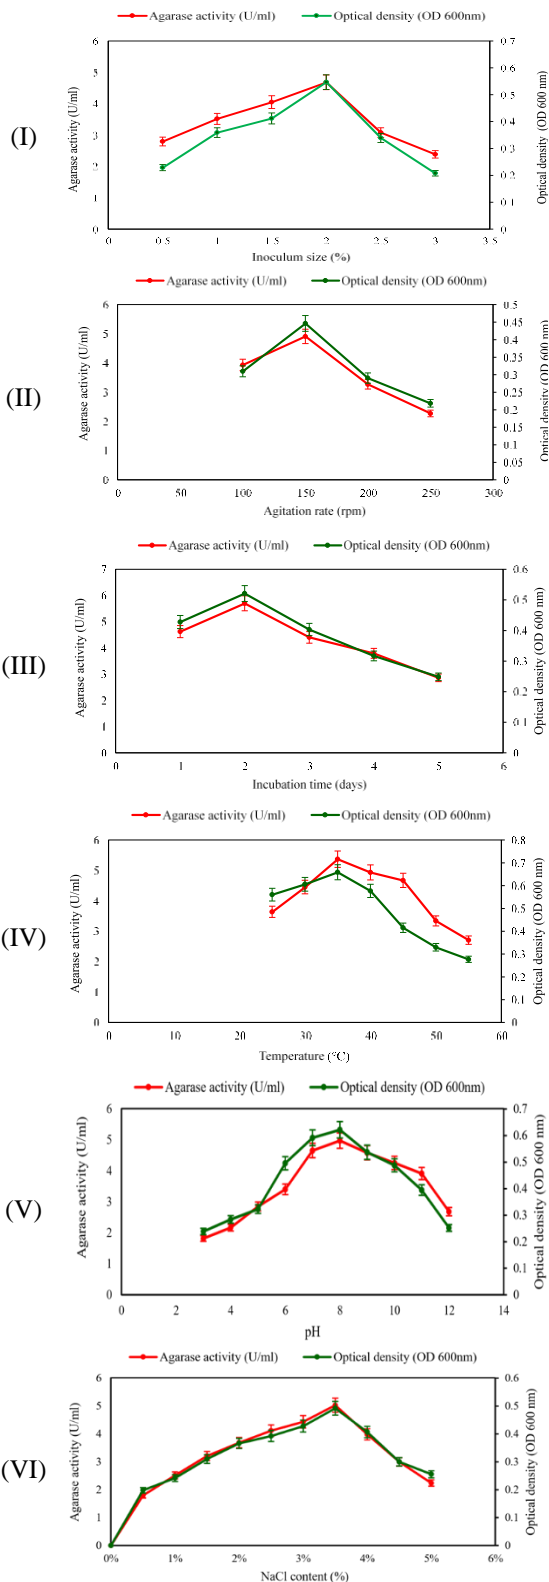 Agarase activity (U/ml) Optical density (OD 600nm)
(I)
Agarase activity (U/ml)
6
5
4
3
2
1
0
0.7
0.6
0.5
0.4
0.3
0.2
0.1
0
Optical density (OD 600 nm)
0 0.5 1 1.5 2 2.5 3 3.5
Inoculum size (%)
Agarase activity (U/ml) Optical density (OD 600nm)
(II)
Agarase activity (U/ml)
6
5
4
3
2
1
0
0.5
0.45
0.4
0.35
0.3
0.25
0.2
0.15
0.1
0.05
0
Optical density (OD 600 nm)
0 50 100 150 200 250 300
Agitation rate (rpm)
Agarase activity (U/ml) Optical density (OD 600nm)
(III)
Agarase activity (U/ml)
7
6
5
4
3
2
1
0
0.6
0.5
0.4
0.3
0.2
0.1
0
Optical density (OD 600 nm)
0 1 2 3 4 5 6
Incubation time (days)
Agarase activity (U/ml) Optical density (OD 600nm)
(IV)
Agarase activity (U/ml)
6
5
4
3
2
1
0
0.8
0.7
0.6
0.5
0.4
0.3
0.2
0.1
0
Optical density (OD 600 nm)
0 10 20 30 40 50 60
Temperature (°C)
Agarase activity (U/ml) Optical density (OD 600nm)
(V)
Agarase activity (U/ml)
6
5
4
3
2
1
0
0.7
0.6
0.5
0.4
0.3
0.2
0.1
0
Optical density (OD 600 nm)
0 2 4 6 8 10 12 14
pH
Agarase activity (U/ml) Optical density (OD 600nm)
(VI)
Agarase activity (U/ml)
6
5
4
3
2
1
0
0.6
0.5
0.4
0.3
0.2
0.1
0
Optical density (OD 600 nm)
0% 1% 2% 3% 4% 5% 6%
NaCl content (%)